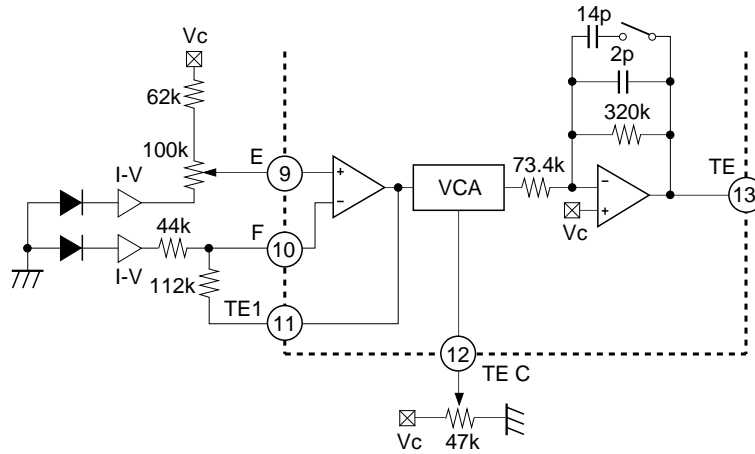 14p
Vc
2p
62k
320k
100k
E
73.4k
TE
I-V
9
+
−
VCA
−
+
13
Vc
44k
F
10
I-V
112k
TE1
11
12
TE C
Vc
47k